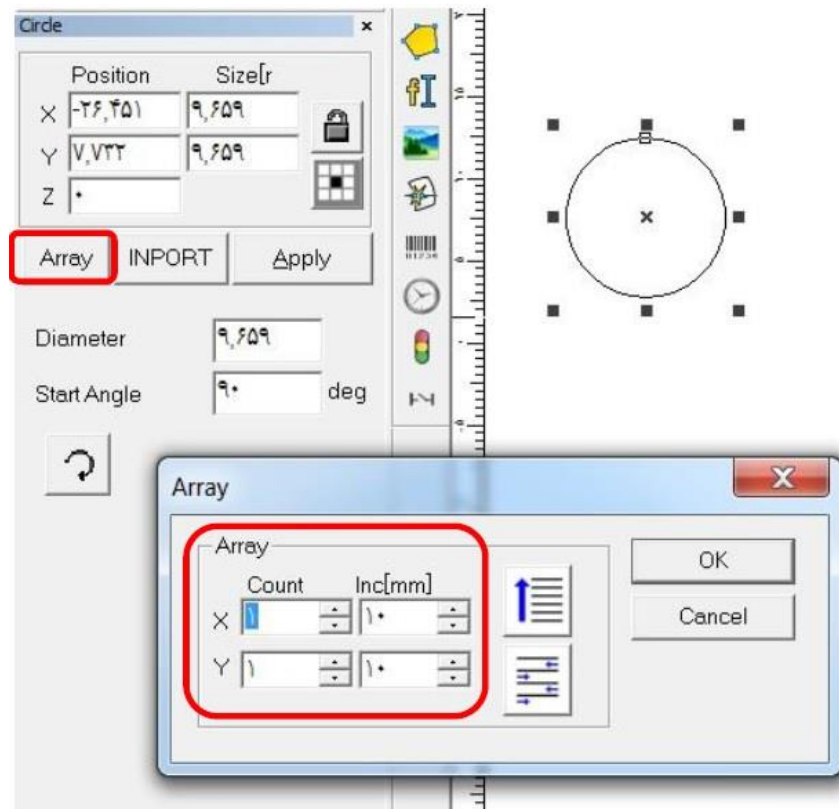 Circle
Position Size[r
X -۲۶,۴۵۱ ۹,۶۵۹
Y ۷,۷۳۲ ۹,۶۵۹
Z ۰
Array INPORT Apply
Diameter ۹,۶۵۹
Start Angle ۹۰ deg
Array
Array
Count Inc[mm]
X ۱ ۱۰
Y ۱ ۱۰
OK
Cancel